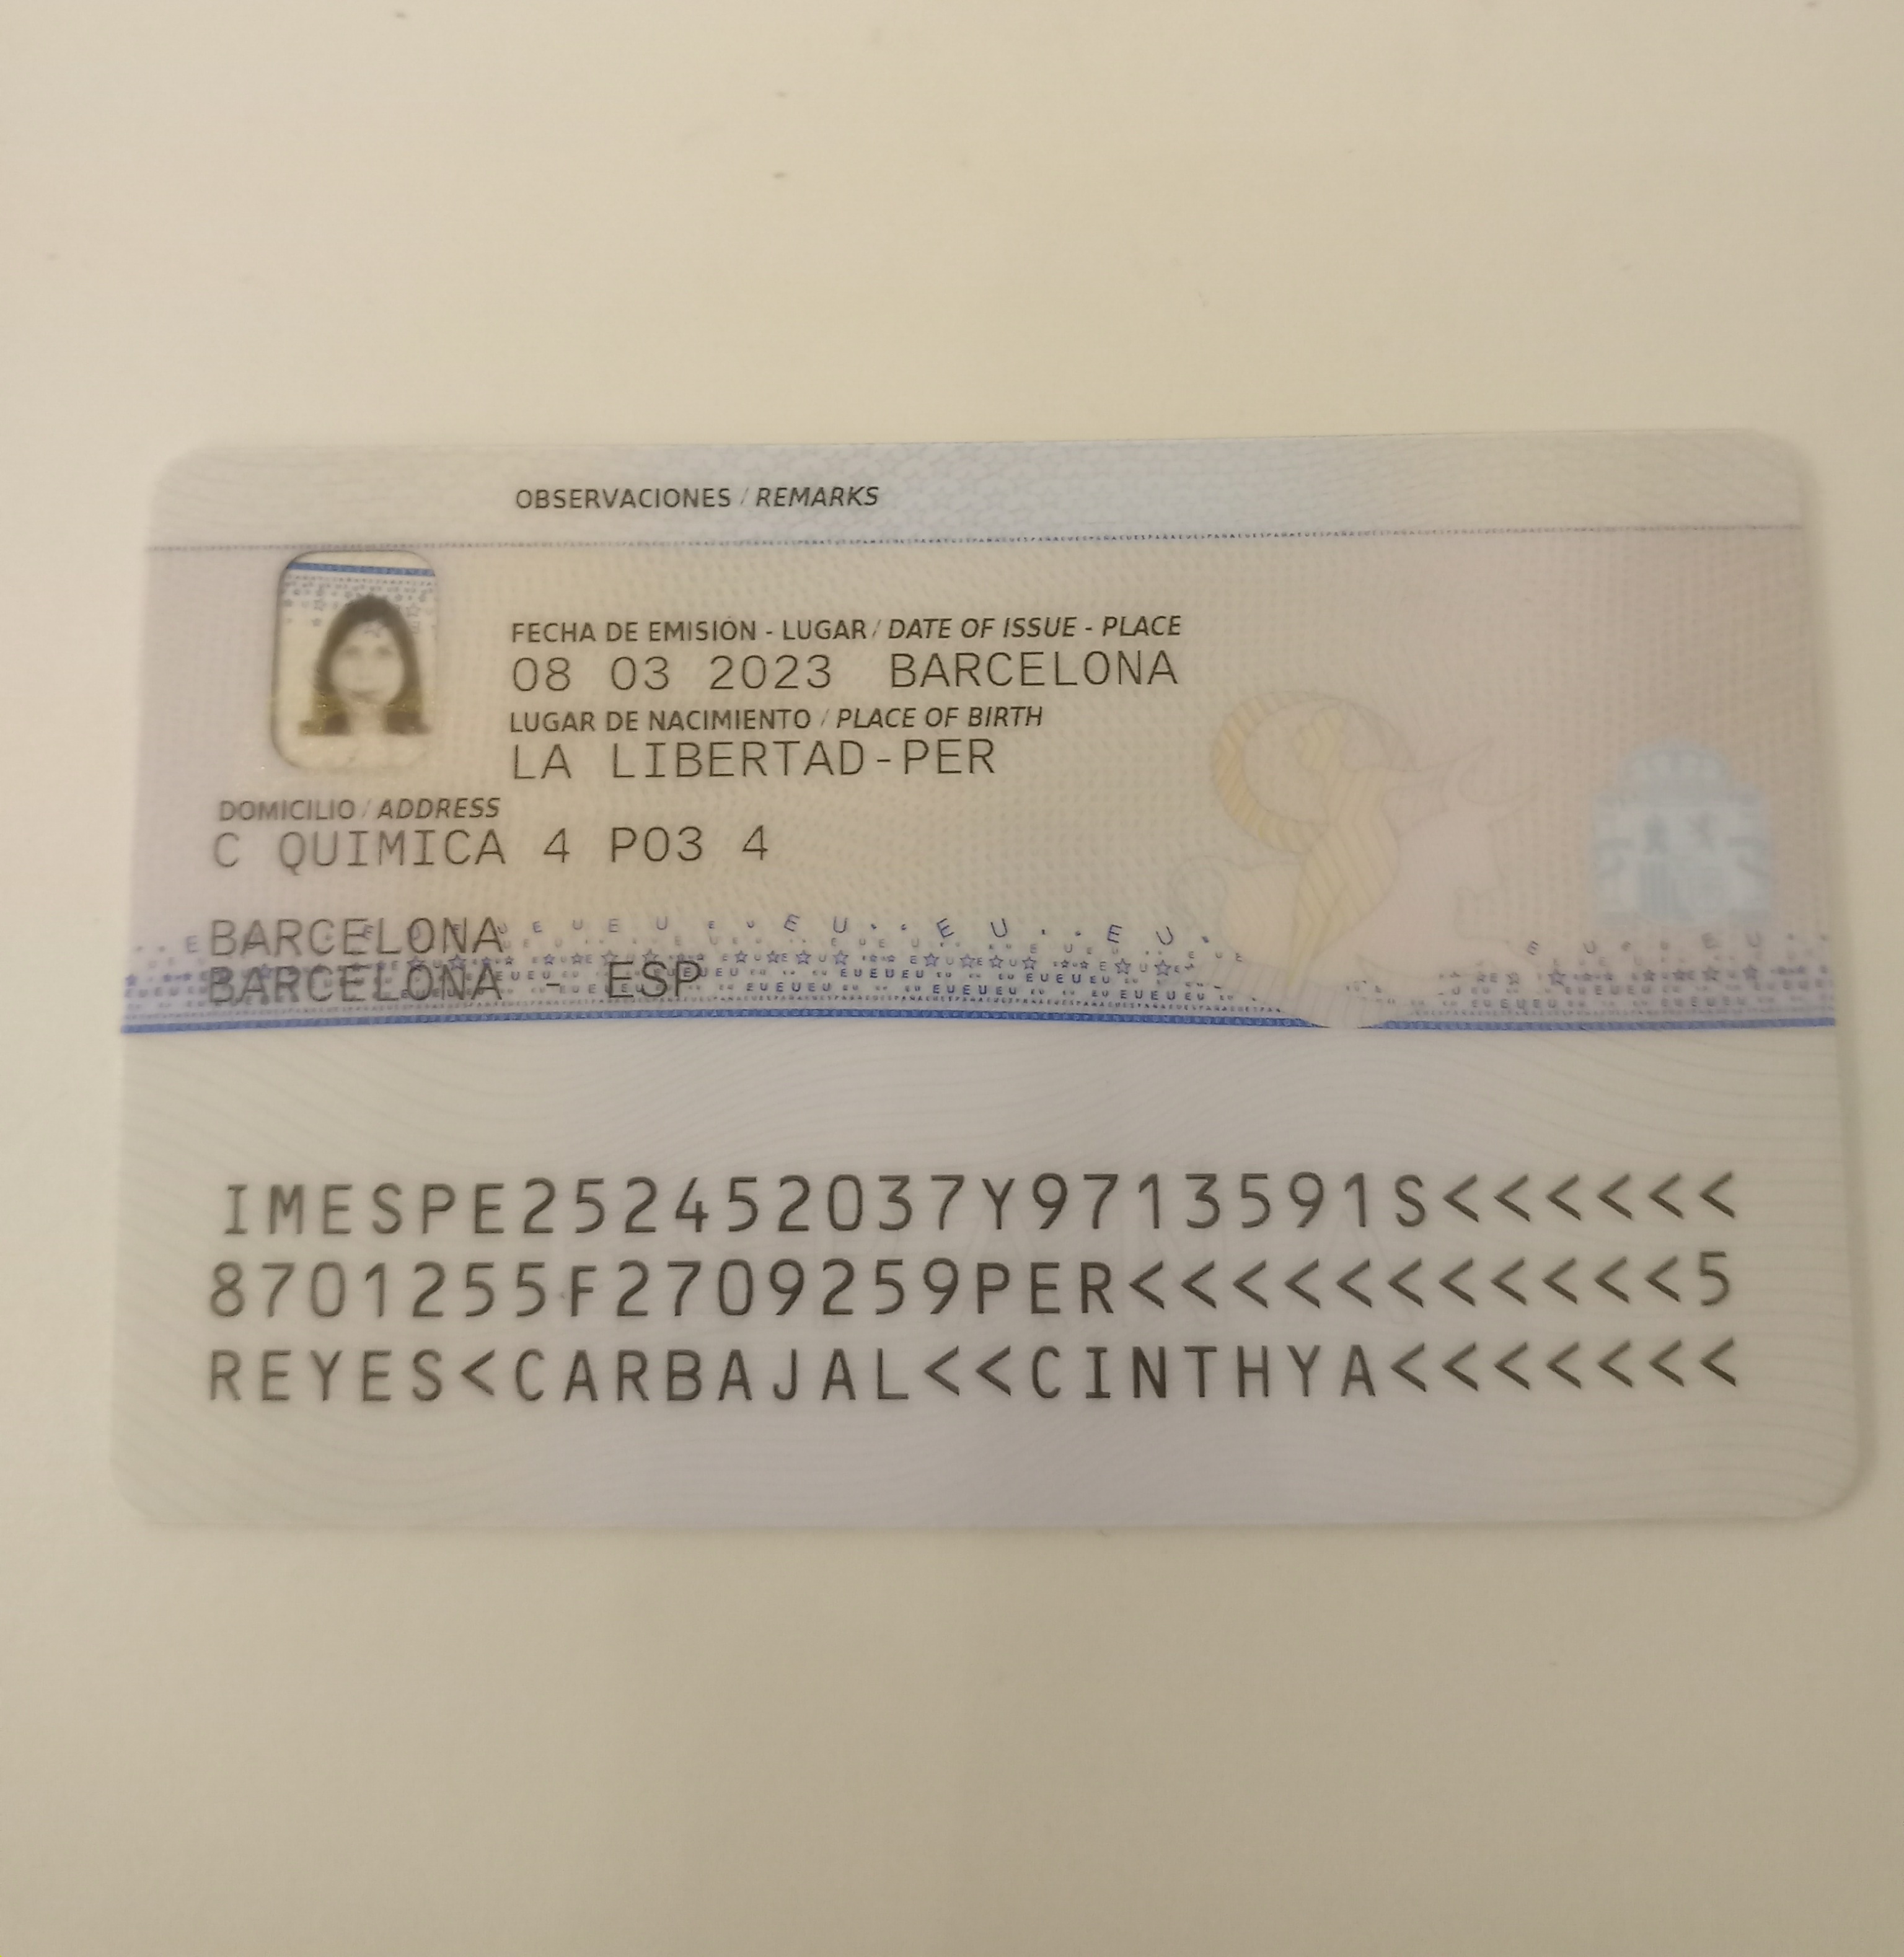 OBSERVACIONES / REMARKS
FECHA DE EMISIÓN - LUGAR / DATE OF ISSUE - PLACE
08 03 2023 BARCELONA
LUGAR DE NACIMIENTO / PLACE OF BIRTH
LA LIBERTAD-PER
DOMICILIO / ADDRESS
C QUIMICA 4 P03 4
BARCELONA
BARCELONA - ESP
IMESPE252452037Y9713591S<<<<<<
8701255F2709259PER<<<<<<<<<<<5
REYES<CARBAJAL<<CINTHYA<<<<<<<